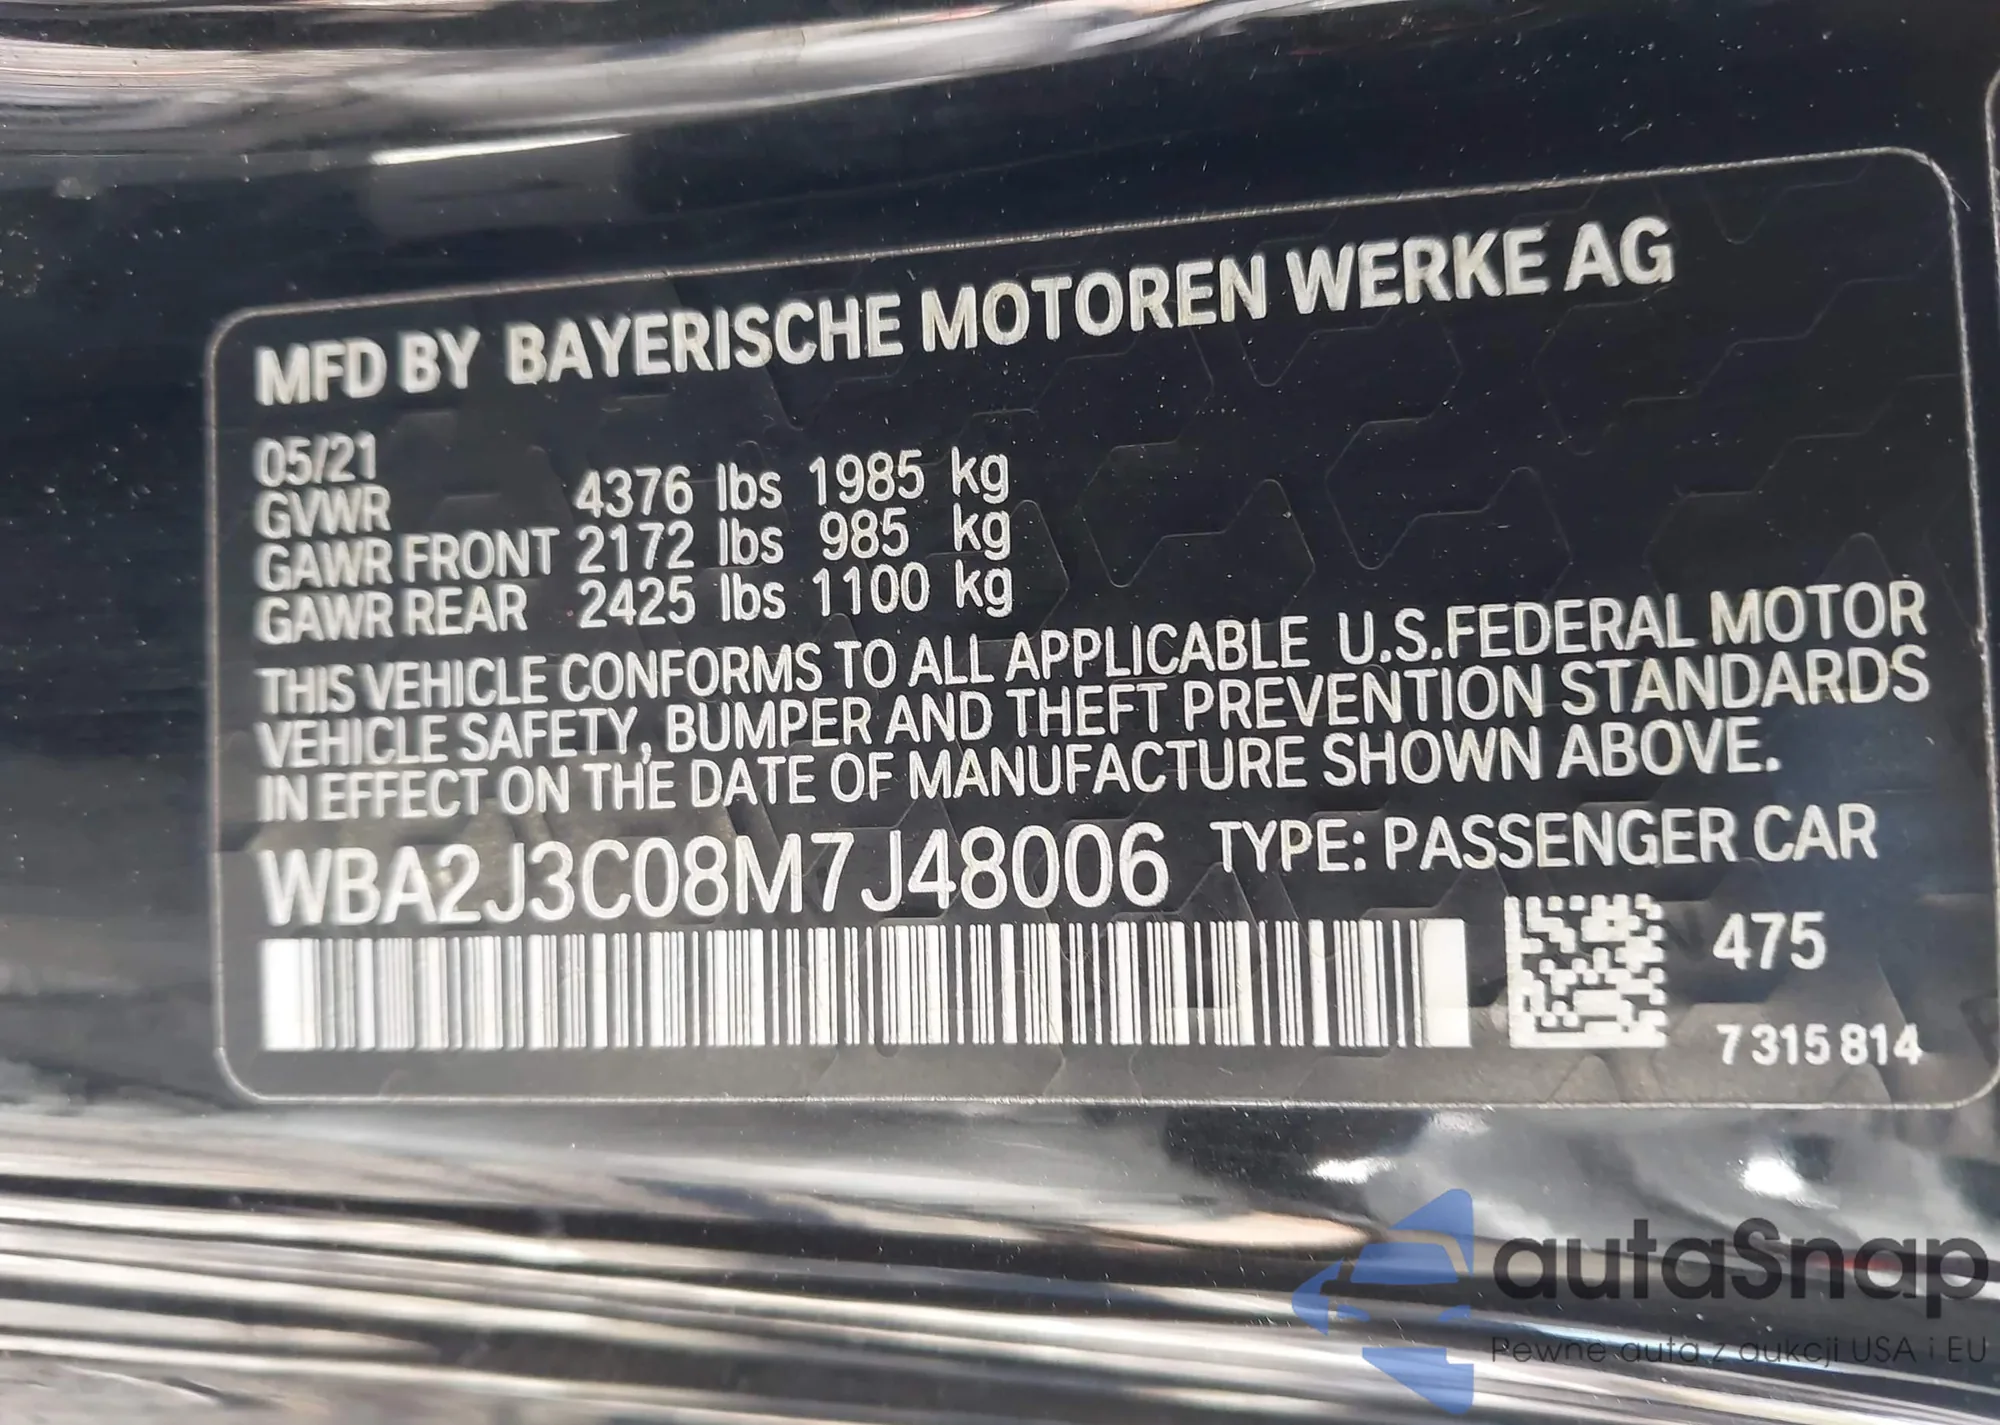 MFD BY BAYERISCHE MOTOREN WERKE AG
05/21
GVWR 4376 lbs 1985 kg
GAWR FRONT 2172 lbs 985 kg
GAWR REAR 2425 lbs 1100 kg
THIS VEHICLE CONFORMS TO ALL APPLICABLE U.S.FEDERAL MOTOR
VEHICLE SAFETY, BUMPER AND THEFT PREVENTION STANDARDS
IN EFFECT ON THE DATE OF MANUFACTURE SHOWN ABOVE.
WBA2J3C08M7J48006 TYPE: PASSENGER CAR
475
7 315 814
autaSnap
Pewne auta z aukcji USA i EU